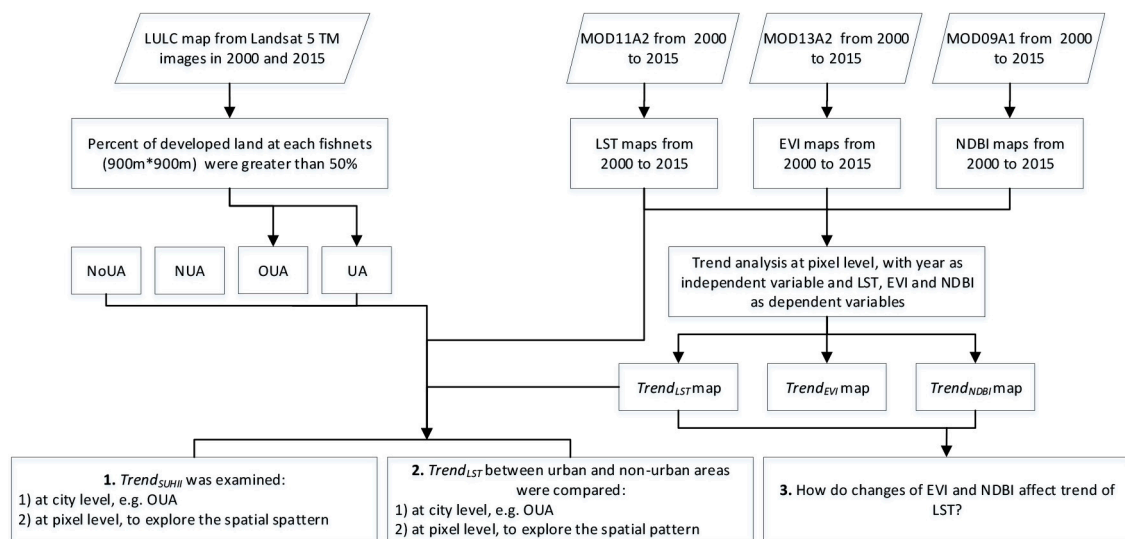 LULC map from Landsat 5 TM
images in 2000 and 2015
MOD11A2 from 2000
to 2015
MOD13A2 from 2000
to 2015
MOD09A1 from 2000
to 2015
Percent of developed land at each fishnets
(900m*900m) were greater than 50%
LST maps from
2000 to 2015
EVI maps from
2000 to 2015
NDBI maps from
2000 to 2015
NoUA
NUA
OUA
UA
Trend analysis at pixel level, with year as
independent variable and LST, EVI and NDBI
as dependent variables
TrendLST map
TrendEVI map
TrendNDBI map
1. TrendSUHII was examined:
1) at city level, e.g. OUA
2) at pixel level, to explore the spatial spattern
2. TrendLST between urban and non-urban areas
were compared:
1) at city level, e.g. OUA
2) at pixel level, to explore the spatial pattern
3. How do changes of EVI and NDBI affect trend of
LST?